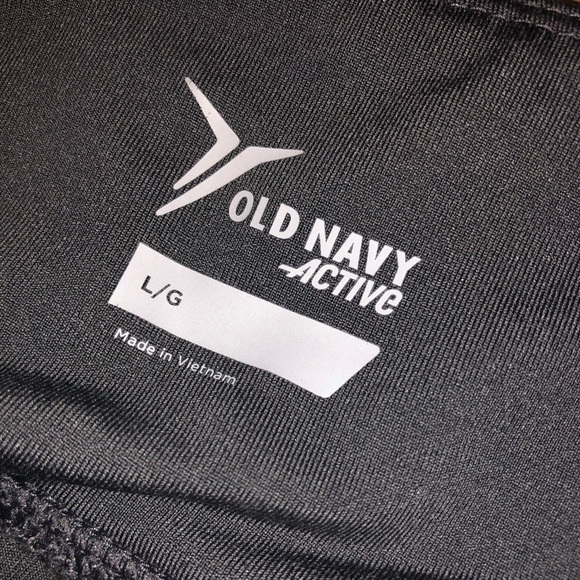 OLD NAVY
ACTIVE
L/G
Made in Vietnam